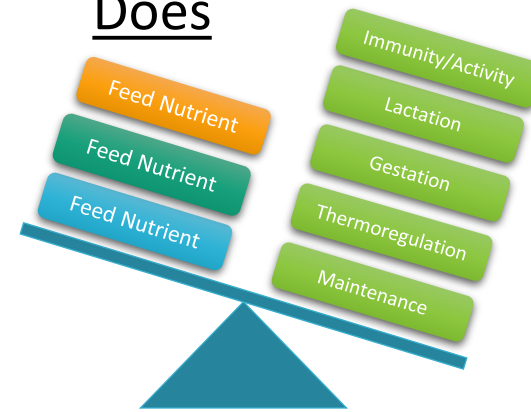 Does
Feed Nutrient
Feed Nutrient
Feed Nutrient
Immunity/Activity
Lactation
Gestation
Thermoregulation
Maintenance